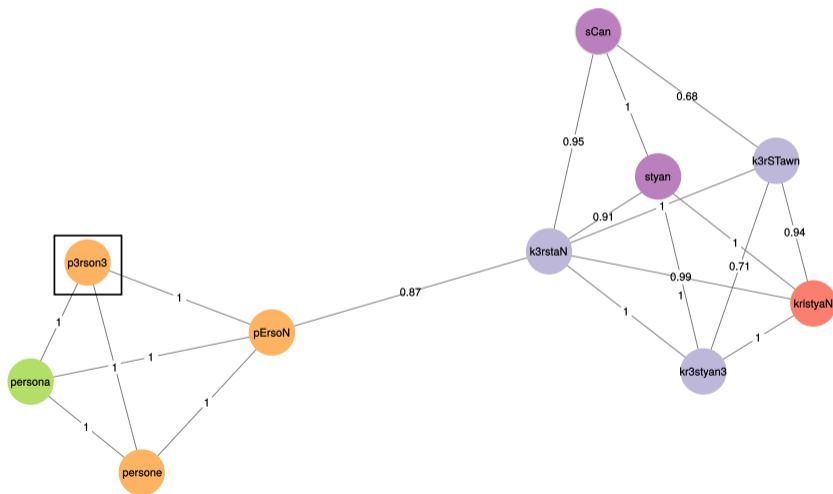 sCan
0.68
1
0.95
k3rSTawn
styan
1
0.91
0.94
1
k3rstaN
p3rson3
0.71
0.99
1
0.87
1
kristyaN
1
1
pErsoN
1
1
1
1
kr3styan3
persona
1
1
persone